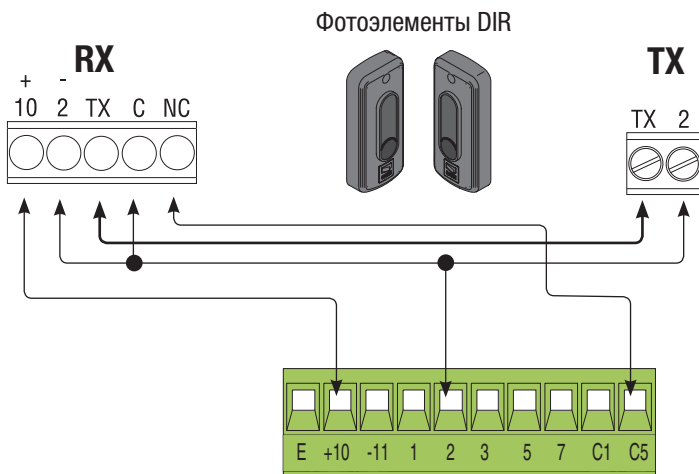 Фотоэлементы DIR
RX
TX
+ -
10 2 TX C NC
TX 2
E +10 -11 1 2 3 5 7 C1 C5